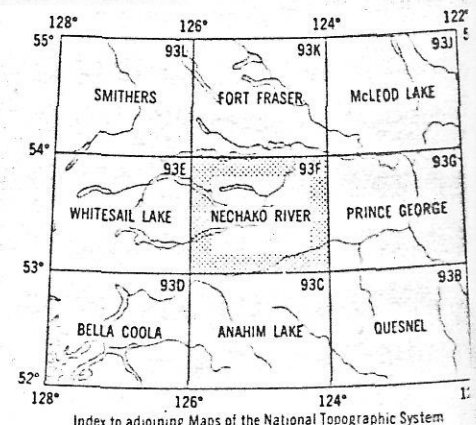 128° 126° 124° 122°
55° 93L 93K 93J
SMITHERS FORT FRASER McLEOD LAKE
54° 93E 93F 93G
WHITESAIL LAKE NECHAKO RIVER PRINCE GEORGE
53° 93D 93C 93B
BELLA COOLA ANAHIM LAKE QUESNEL
52°
128° 126° 124°
Index to adjoining Maps of the National Topographic System